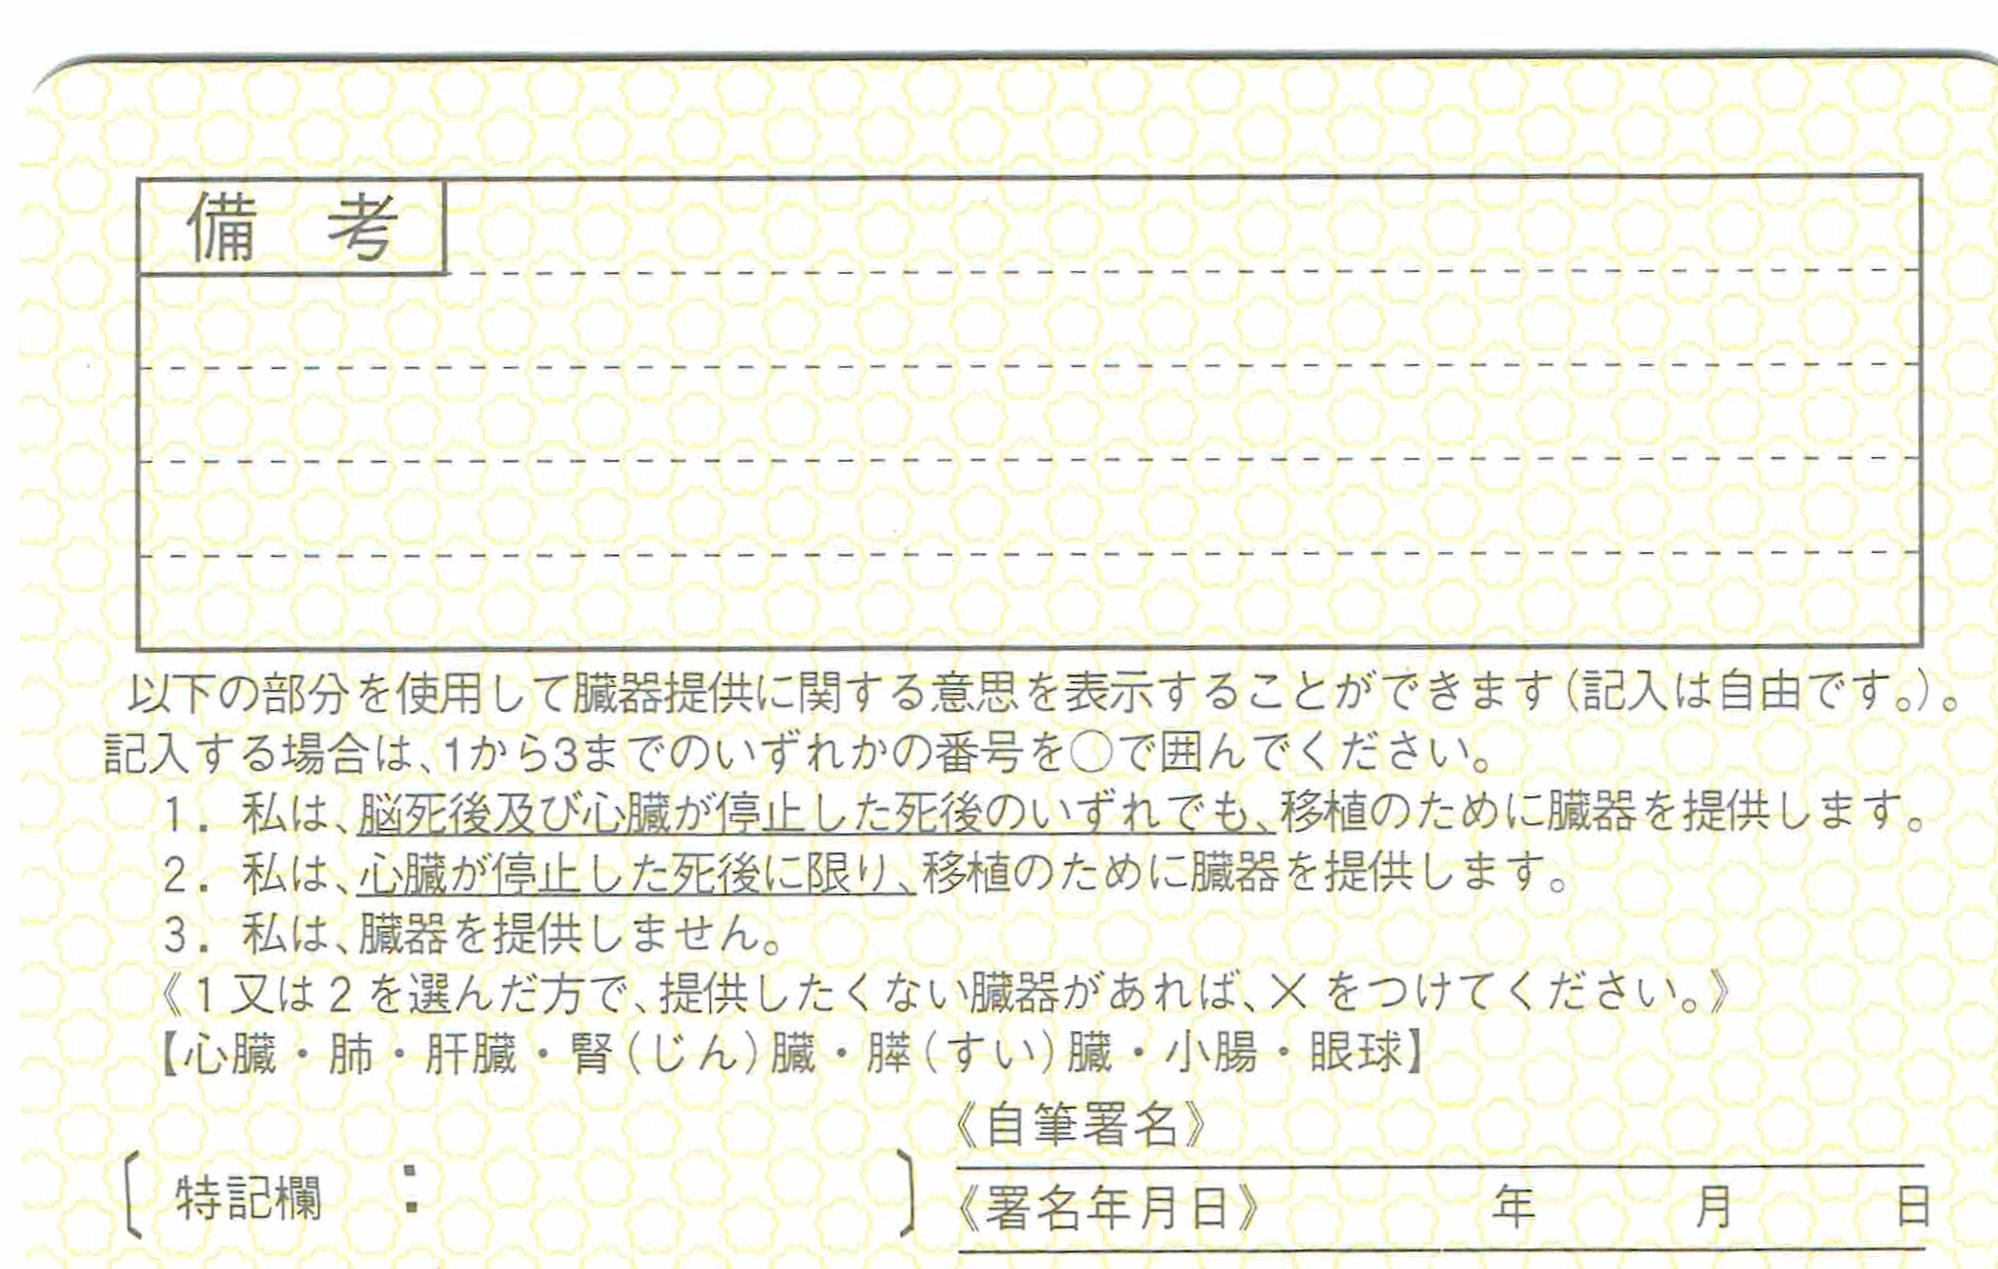 備 考
以下の部分を使用して臓器提供に関する意思を表示することができます(記入は自由です。)。
記入する場合は、1から3までのいずれかの番号を○で囲んでください。
1. 私は、脳死後及び心臓が停止した死後のいずれでも、移植のために臓器を提供します。
2. 私は、心臓が停止した死後に限り、移植のために臓器を提供します。
3. 私は、臓器を提供しません。
《1又は2を選んだ方で、提供したくない臓器があれば、×をつけてください。》
【心臓・肺・肝臓・腎(じん)臓・膵(すい)臓・小腸・眼球】
《自筆署名》
〔特記欄: 〕
《署名年月日》 年 月 日